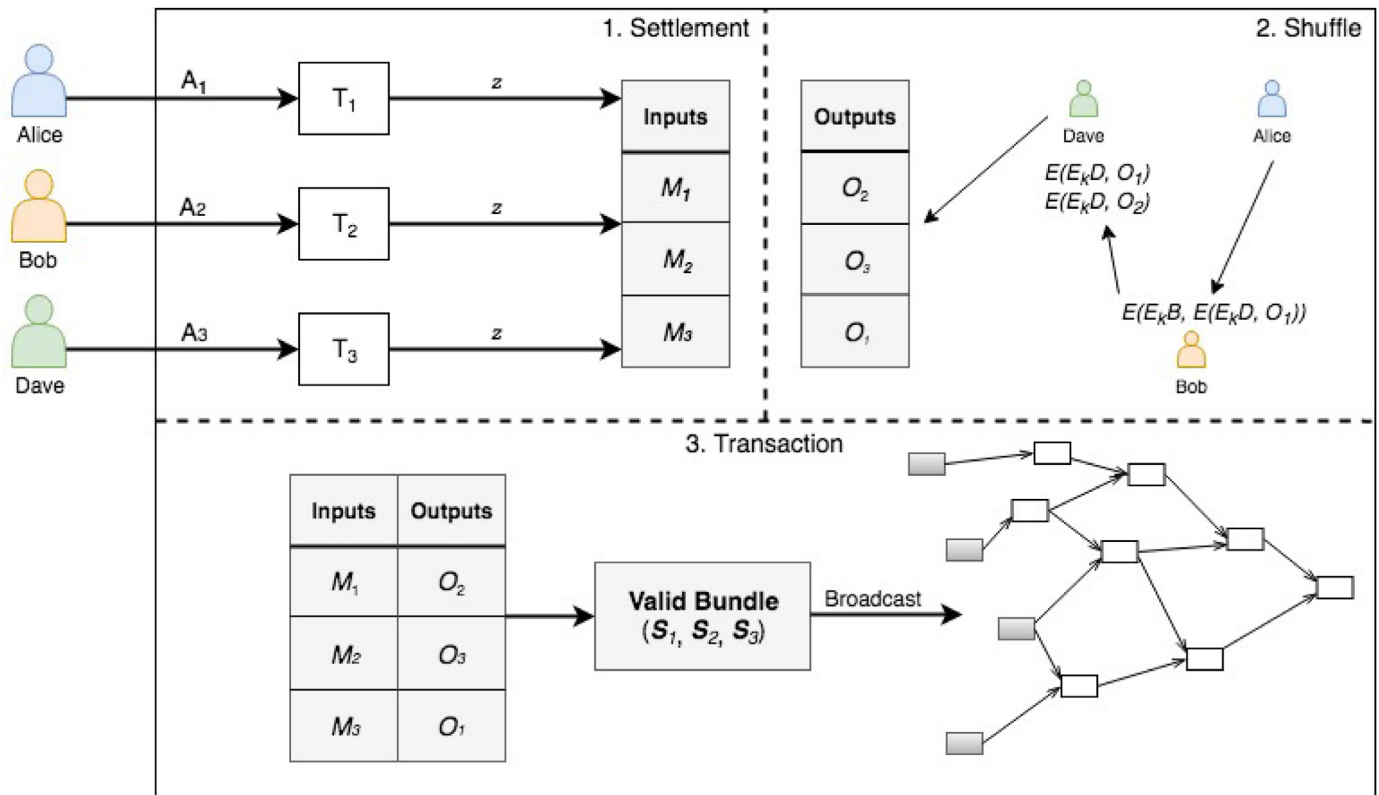 1. Settlement
Alice
A1
T1
z
Bob
A2
T2
z
Dave
A3
T3
z
Inputs
M1
M2
M3
2. Shuffle
Outputs
O2
O3
O1
Dave
E(EkD, O1)
E(EkD, O2)
Alice
E(EkB, E(EkD, O1))
Bob
3. Transaction
Inputs Outputs
M1 O2
M2 O3
M3 O1
Valid Bundle
(S1, S2, S3)
Broadcast